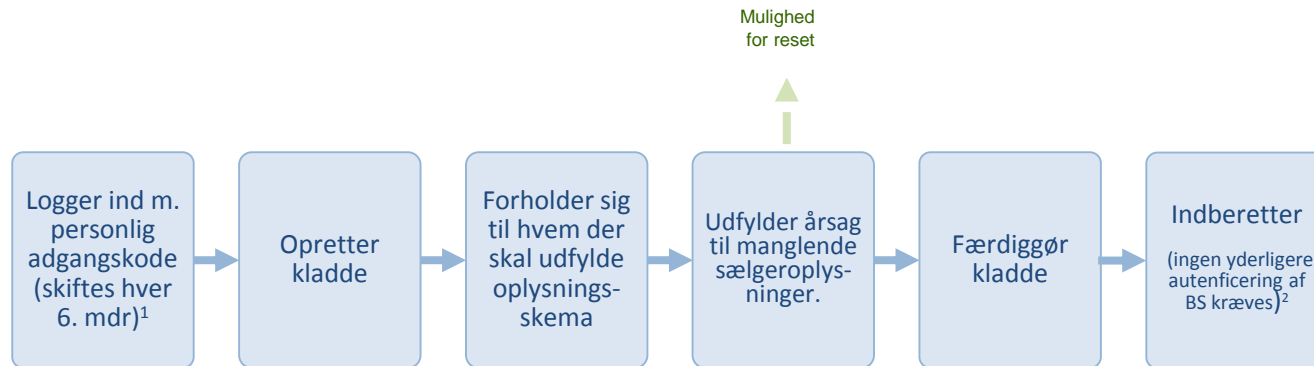 Mulighed
for reset
Logger ind m.
personlig
adgangskode
(skiftes hver
6. mdr)1
Opretter
kladde
Forholder sig
til hvem der
skal udfylde
oplysnings-
skema
Udfylder årsag
til manglende
sælgeroplys-
ninger.
Færdiggør
kladde
Indberetter
(ingen yderligere
autenficering af
BS kræves)2